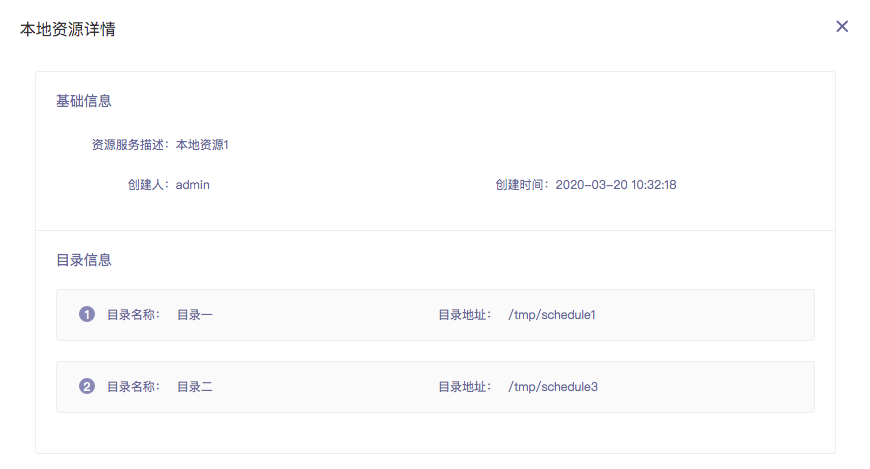 本地资源详情
基础信息
资源服务描述：本地资源1
创建人：admin 创建时间：2020-03-20 10:32:18
目录信息
1 目录名称： 目录一 目录地址： /tmp/schedule1
2 目录名称： 目录二 目录地址： /tmp/schedule3